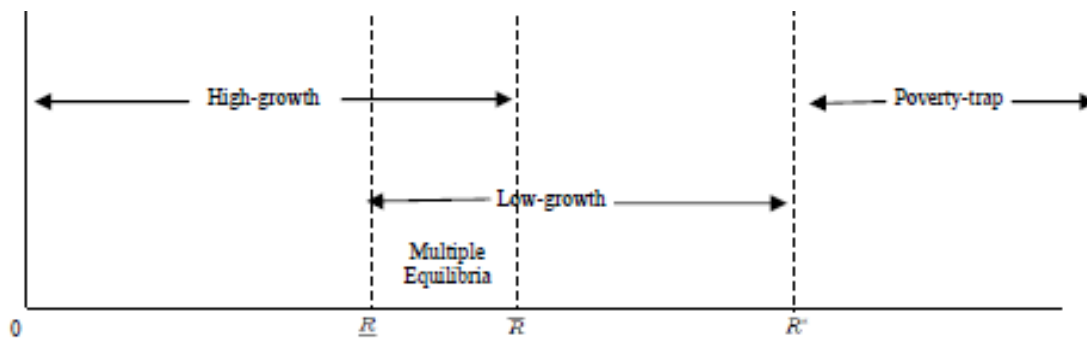 High-growth
Poverty-trap
Low-growth
Multiple
Equilibria
0 R̲ R̅ R*